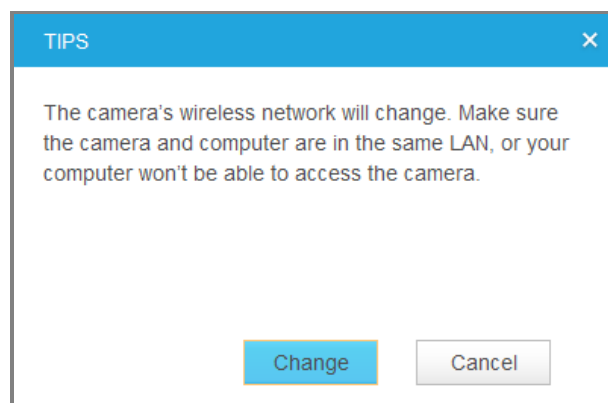 TIPS
The camera's wireless network will change. Make sure
the camera and computer are in the same LAN, or your
computer won't be able to access the camera.
Change
Cancel